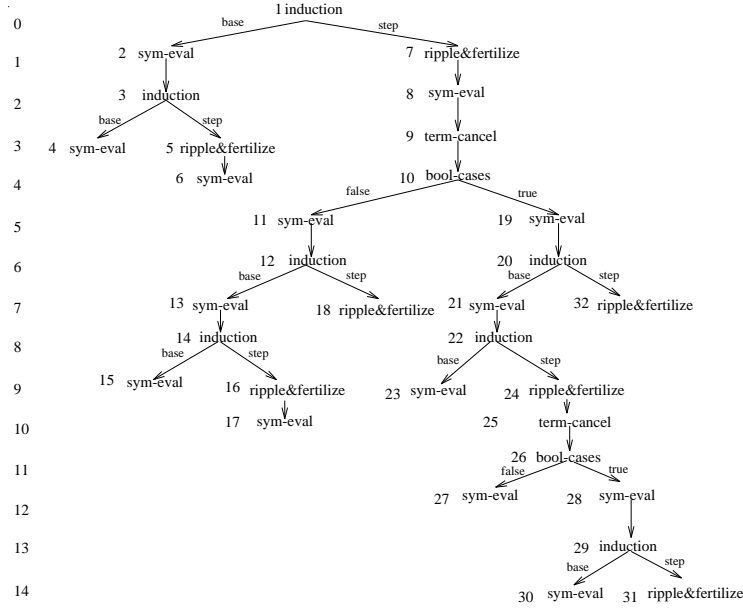 1 induction
0
base step
2 sym-eval 7 ripple&fertilize
1
3 induction 8 sym-eval
2
base step 9 term-cancel
3 4 sym-eval 5 ripple&fertilize
6 sym-eval 10 bool-cases
4
false true
5 11 sym-eval 19 sym-eval
12 induction 20 induction
6
base step base step
7 13 sym-eval 18 ripple&fertilize 21 sym-eval 32 ripple&fertilize
14 induction 22 induction
8
base step base step
15 sym-eval 16 ripple&fertilize 23 sym-eval 24 ripple&fertilize
9
17 sym-eval 25 term-cancel
10
26 bool-cases
11
false true
27 sym-eval 28 sym-eval
12
13 29 induction
base step
14 30 sym-eval 31 ripple&fertilize